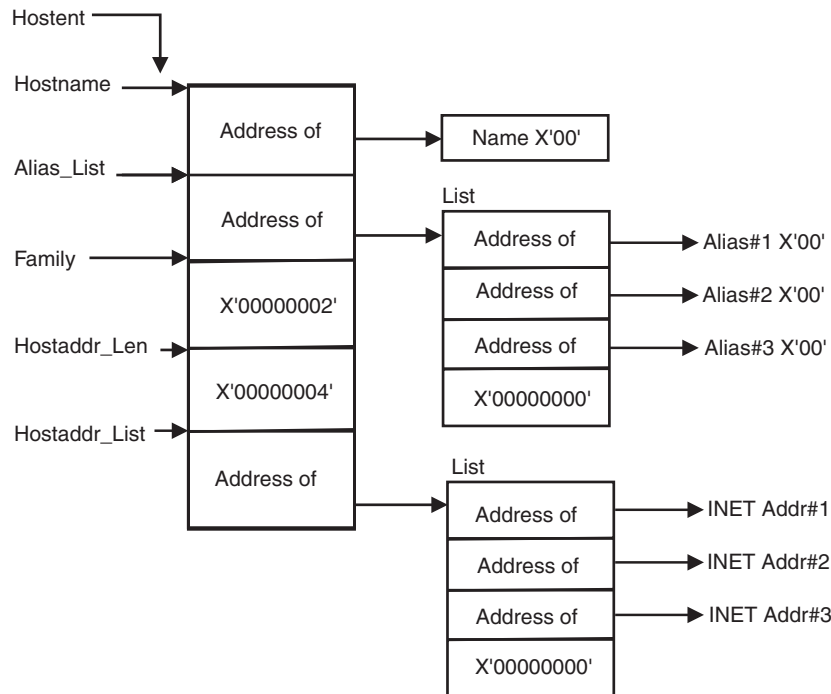 Hostent
Hostname
Address of
Name X'00'
Alias_List
List
Address of
Address of
Alias#1 X'00'
Family
Address of
Alias#2 X'00'
X'00000002'
Hostaddr_Len
Address of
Alias#3 X'00'
X'00000004'
X'00000000'
Hostaddr_List
List
Address of
Address of
INET Addr#1
Address of
INET Addr#2
Address of
INET Addr#3
X'00000000'